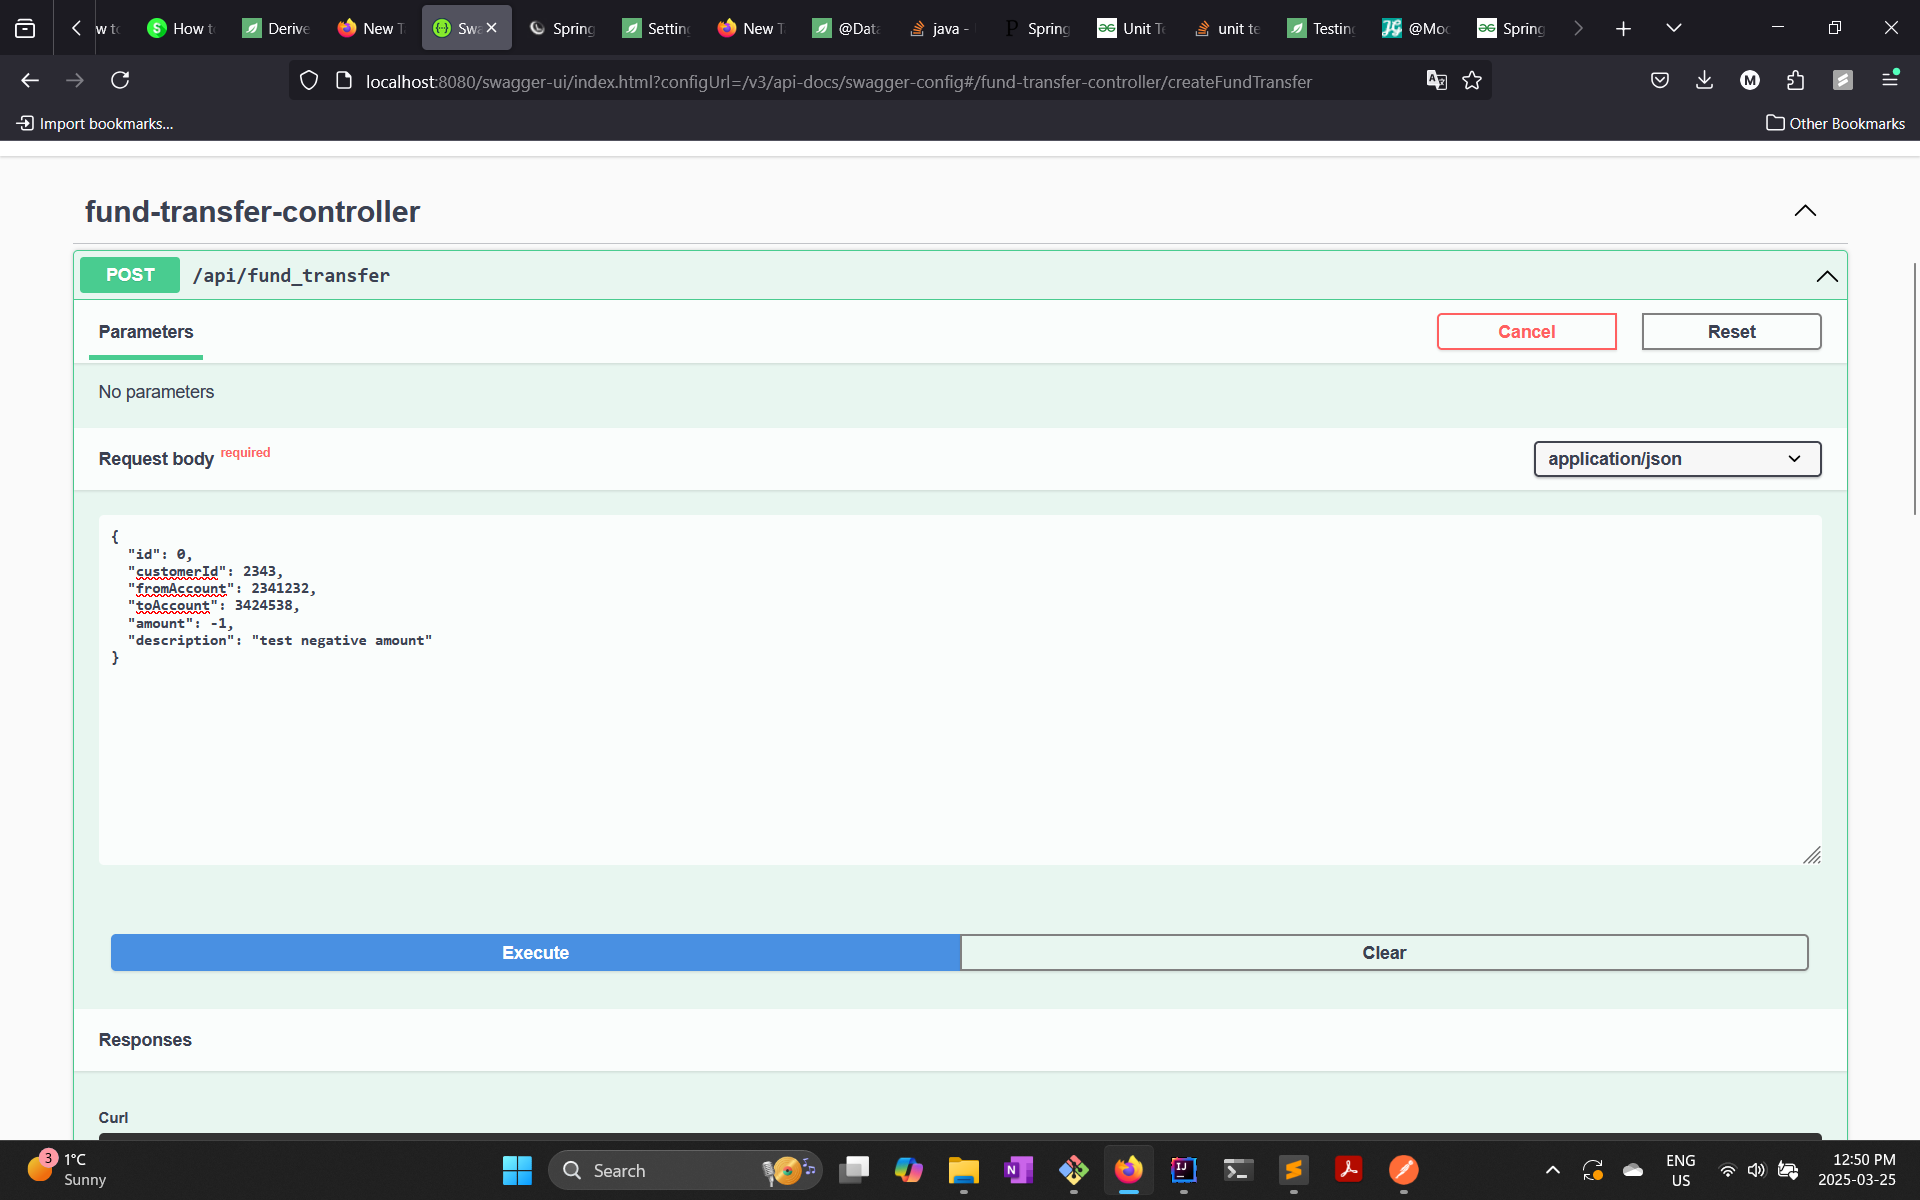 w to
How to
Derive
New T
Swa
Spring
Setting
New T
@Data
java -
Spring
Unit Te
unit te
Testing
@Moc
Spring
localhost:8080/swagger-ui/index.html?configUrl=/v3/api-docs/swagger-config#/fund-transfer-controller/createFundTransfer
M
Import bookmarks...
Other Bookmarks
fund-transfer-controller
POST /api/fund_transfer
Parameters
Cancel
Reset
No parameters
Request body required
application/json
{
"id": 0,
"customerId": 2343,
"fromAccount": 2341232,
"toAccount": 3424538,
"amount": -1,
"description": "test negative amount"
}
Execute
Clear
Responses
Curl
3
1°C
Sunny
Search
ENG
US
12:50 PM
2025-03-25